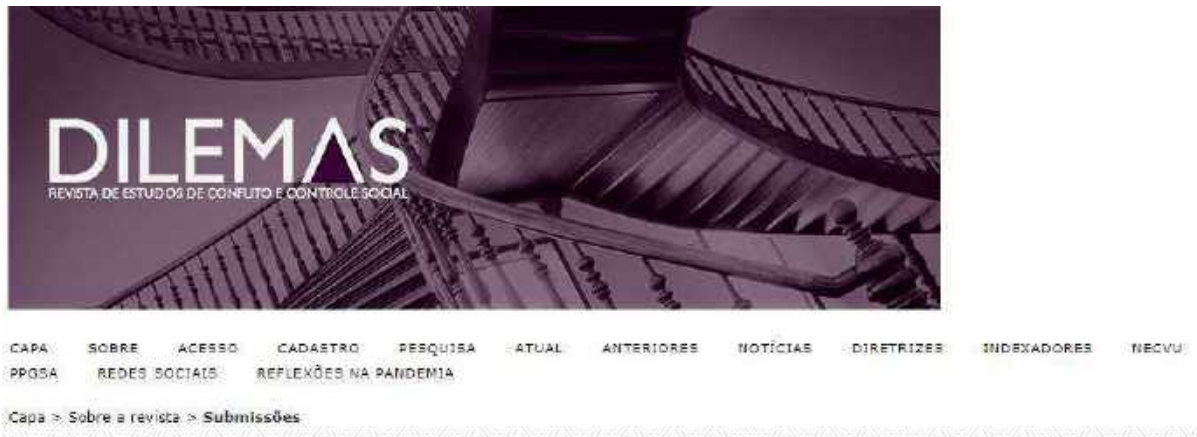 DILEMAS
REVISTA DE ESTUDOS DE CONFLITO E CONTROLE SOCIAL
CAPA SOBRE ACESSO CADASTRO PESQUISA ATUAL ANTERIORES NOTÍCIAS DIRETRIZES INDEXADORES NECVU
PPGSA REDES SOCIAIS REFLEXÕES NA PANDEMIA
Capa > Sobre a revista > Submissões